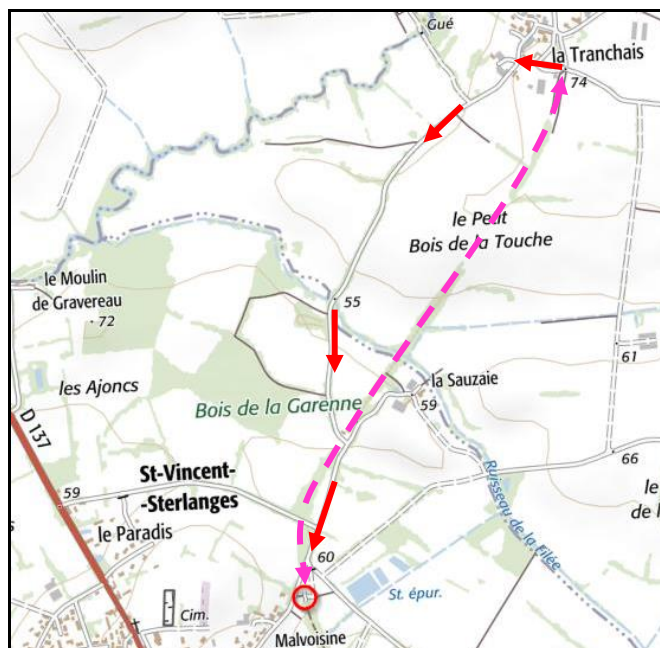 Gué
la Tranchais
74
le Petit
Bois de la Touche
le Moulin
de Gravereau
72
55
61
les Ajoncs
la Sauzaie
59
Bois de la Garenne
D 137
66
St-Vincent-
-Sterlanges
59
le Paradis
Ruisseau de la Filée
le
de l
60
St. épur.
Cim.
Malvoisine